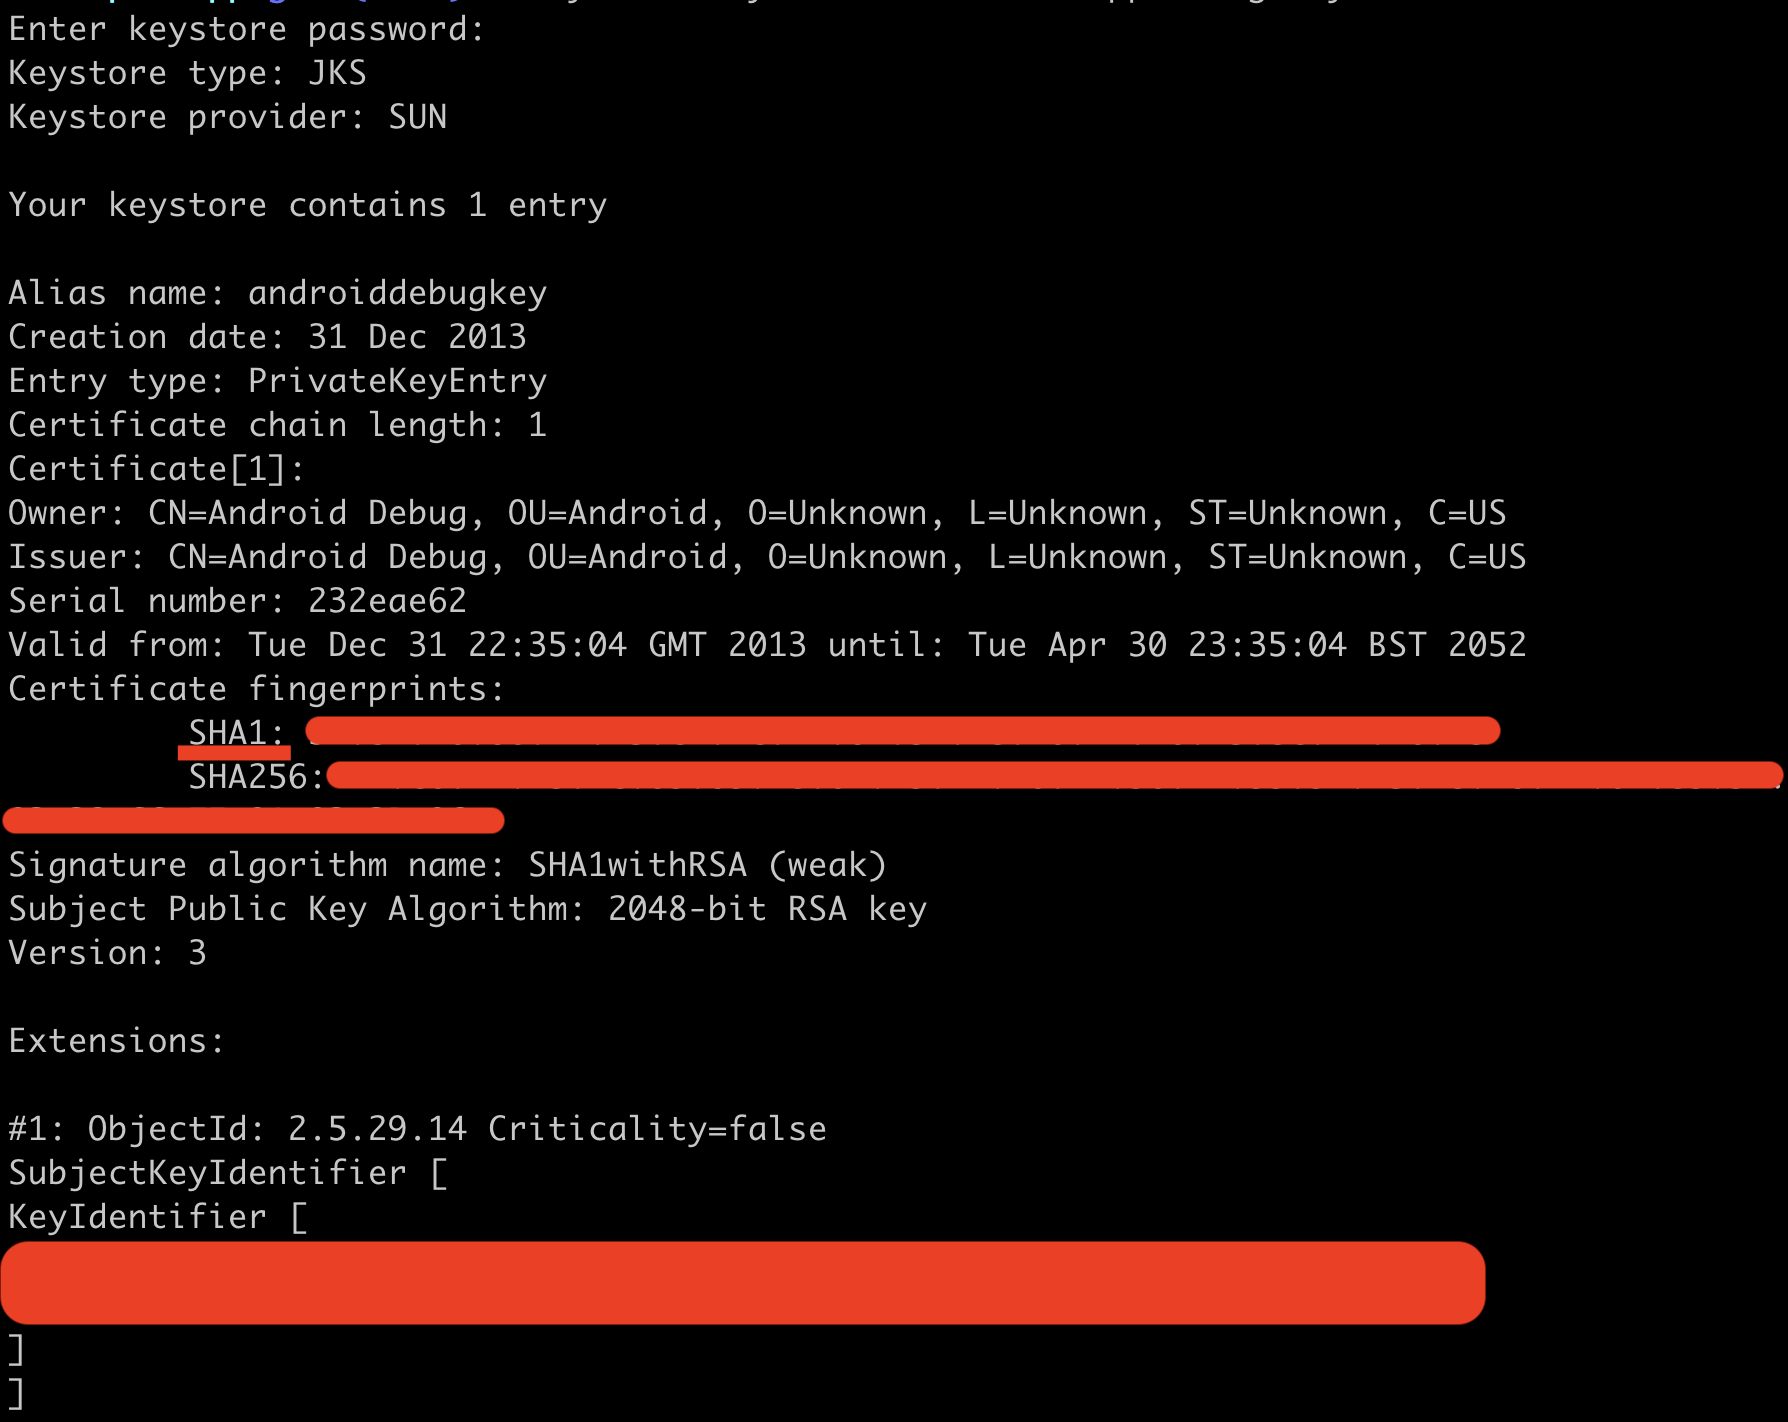 Enter keystore password:
Keystore type: JKS
Keystore provider: SUN
Your keystore contains 1 entry
Alias name: androiddebugkey
Creation date: 31 Dec 2013
Entry type: PrivateKeyEntry
Certificate chain length: 1
Certificate[1]:
Owner: CN=Android Debug, OU=Android, O=Unknown, L=Unknown, ST=Unknown, C=US
Issuer: CN=Android Debug, OU=Android, O=Unknown, L=Unknown, ST=Unknown, C=US
Serial number: 232eae62
Valid from: Tue Dec 31 22:35:04 GMT 2013 until: Tue Apr 30 23:35:04 BST 2052
Certificate fingerprints:
SHA1:
SHA256:
Signature algorithm name: SHA1withRSA (weak)
Subject Public Key Algorithm: 2048-bit RSA key
Version: 3
Extensions:
#1: ObjectId: 2.5.29.14 Criticality=false
SubjectKeyIdentifier [
KeyIdentifier [
]
]